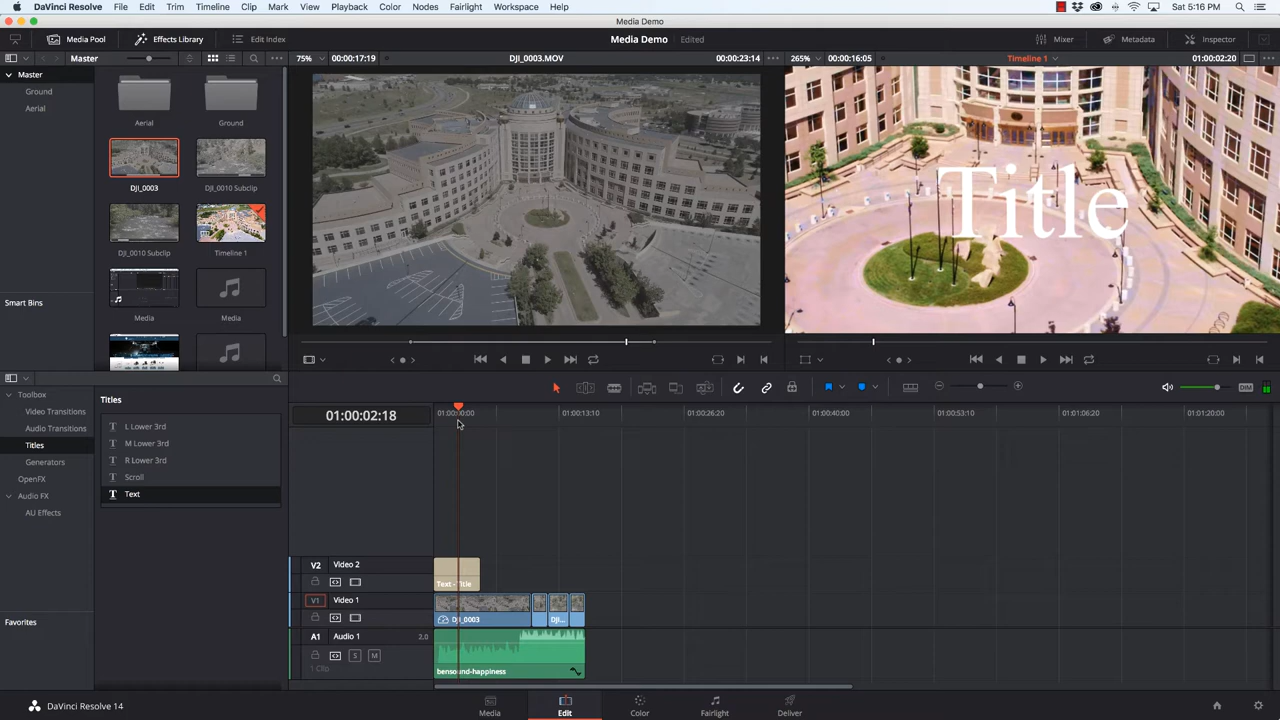 DaVinci Resolve File Edit Trim Timeline Clip Mark View Playback Color Nodes Fairlight Workspace Help Sat 5:16 PM
Media Demo
Media Pool Effects Library Edit Index Media Demo Edited Mixer Metadata Inspector
Master 75% 00:00:17:19 DJI_0003.MOV 00:00:23:14 265% 00:00:16:05 Timeline 1 01:00:02:20
Master
Ground
Aerial
Aerial Ground
DJI_0003 DJI_0010 Subclip
DJI_0010 Subclip Timeline 1
Media Media
Smart Bins
Title
Toolbox
Video Transitions
Audio Transitions
Titles
Generators
OpenFX
Audio FX
AU Effects
Favorites
Titles
L Lower 3rd
M Lower 3rd
R Lower 3rd
Scroll
Text
DIM
01:00:02:18
01:00:00:00 01:00:13:10 01:00:26:20 01:00:40:00 01:00:53:10 01:01:06:20 01:01:20:00
V2 Video 2
Text - Title
V1 Video 1
DJI_0003 DJI...
A1 Audio 1 2.0
S M
1 Clip
bensound-happiness
DaVinci Resolve 14 Media Edit Color Fairlight Deliver